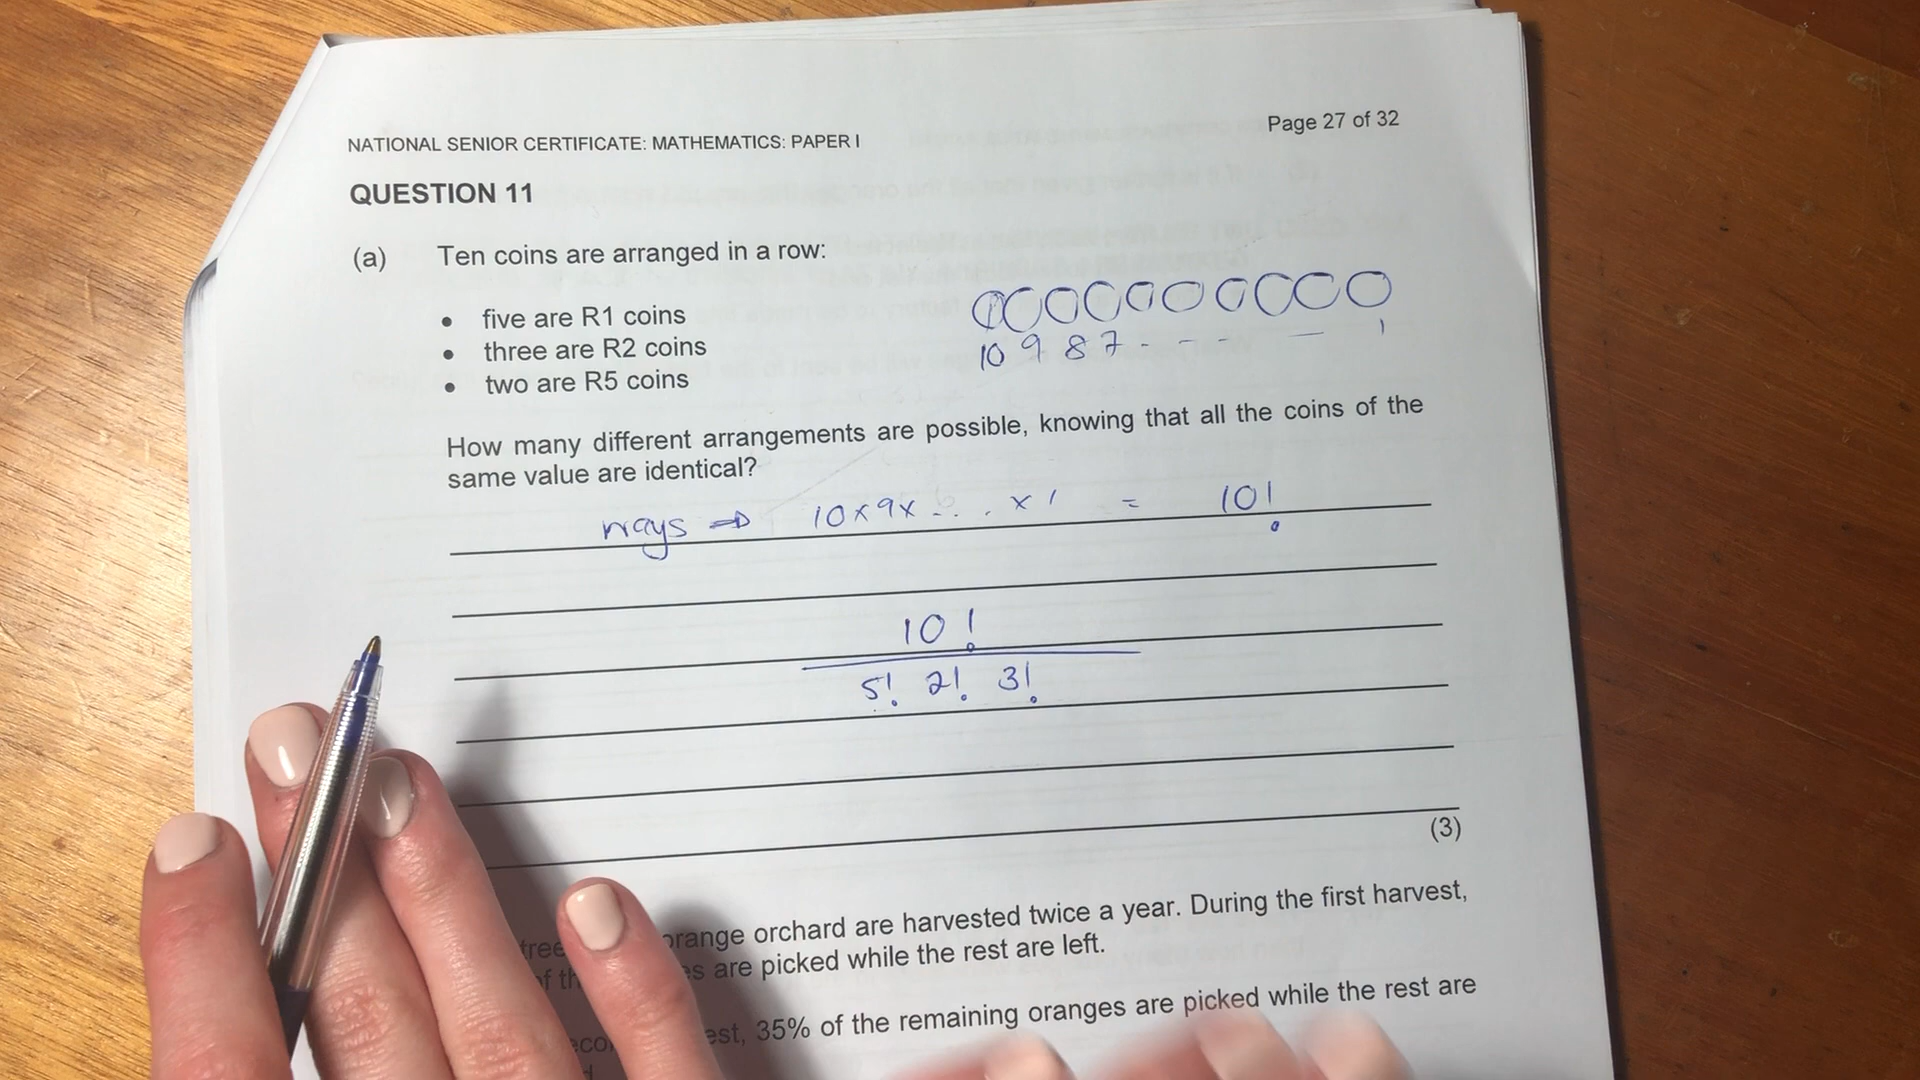 NATIONAL SENIOR CERTIFICATE: MATHEMATICS: PAPER I
Page 27 of 32
QUESTION 11
(a) Ten coins are arranged in a row:
• five are R1 coins
• three are R2 coins
• two are R5 coins
10 9 8 7 - - - — 1
How many different arrangements are possible, knowing that all the coins of the
same value are identical?
ways ⇒ 10×9× . . . × 1 = 10!
10!
5! 2! 3!
(3)
orange orchard are harvested twice a year. During the first harvest,
are picked while the rest are left.
35% of the remaining oranges are picked while the rest are